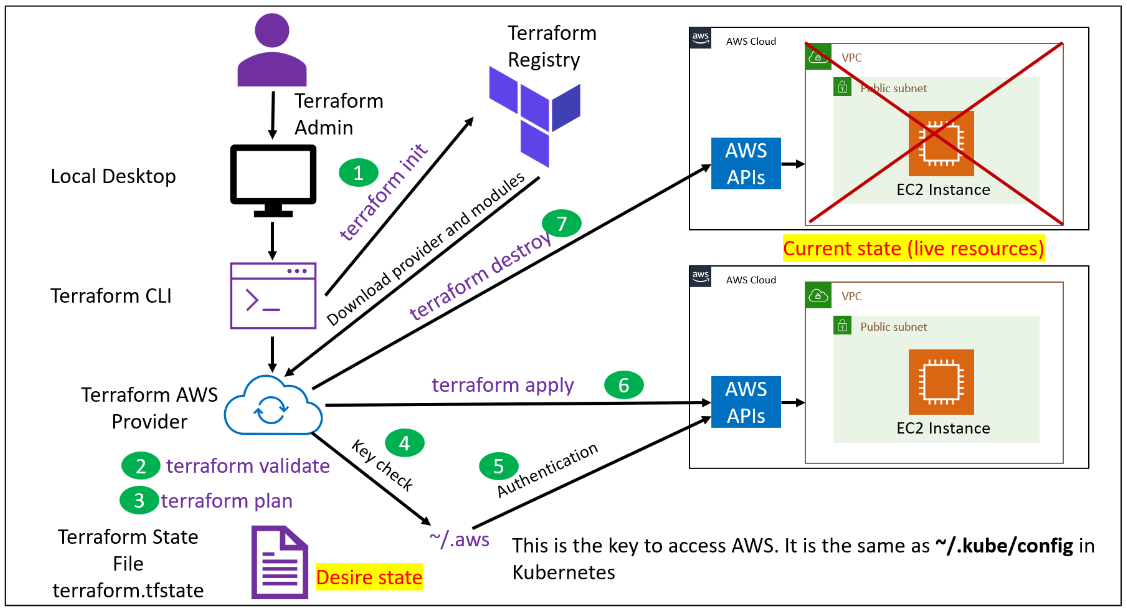 Terraform
Admin
Local Desktop
Terraform CLI
Terraform AWS
Provider
2 terraform validate
3 terraform plan
Terraform State
File
terraform.tfstate
Desire state
1
terraform init
Terraform
Registry
Download provider and modules
7
terraform destroy
terraform apply
6
4
Key check
~/.aws
5
Authentication
This is the key to access AWS. It is the same as ~/.kube/config in
Kubernetes
aws
AWS Cloud
VPC
Public subnet
AWS
APIs
EC2 Instance
Current state (live resources)
aws
AWS Cloud
VPC
Public subnet
AWS
APIs
EC2 Instance